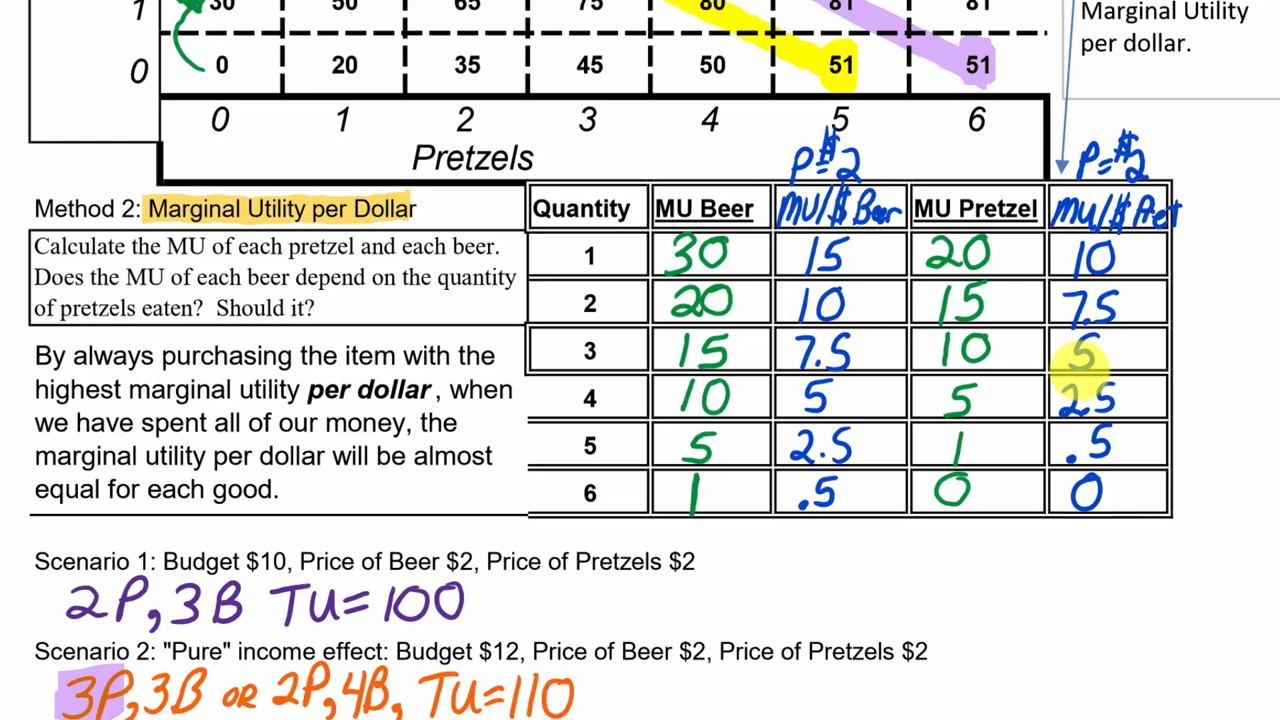 1 30 50 65 75 80 81 81
0 0 20 35 45 50 51 51
0 1 2 3 4 5 6
Pretzels
Marginal Utility
per dollar.
P=$2 P=$2
Method 2: Marginal Utility per Dollar
Calculate the MU of each pretzel and each beer.
Does the MU of each beer depend on the quantity
of pretzels eaten? Should it?
By always purchasing the item with the
highest marginal utility per dollar, when
we have spent all of our money, the
marginal utility per dollar will be almost
equal for each good.
Quantity MU Beer MU/$ Beer MU Pretzel MU/$ Pret
1 30 15 20 10
2 20 10 15 7.5
3 15 7.5 10 5
4 10 5 5 2.5
5 5 2.5 1 .5
6 1 .5 0 0
Scenario 1: Budget $10, Price of Beer $2, Price of Pretzels $2
2P, 3B TU=100
Scenario 2: "Pure" income effect: Budget $12, Price of Beer $2, Price of Pretzels $2
3P, 3B OR 2P, 4B, TU=110